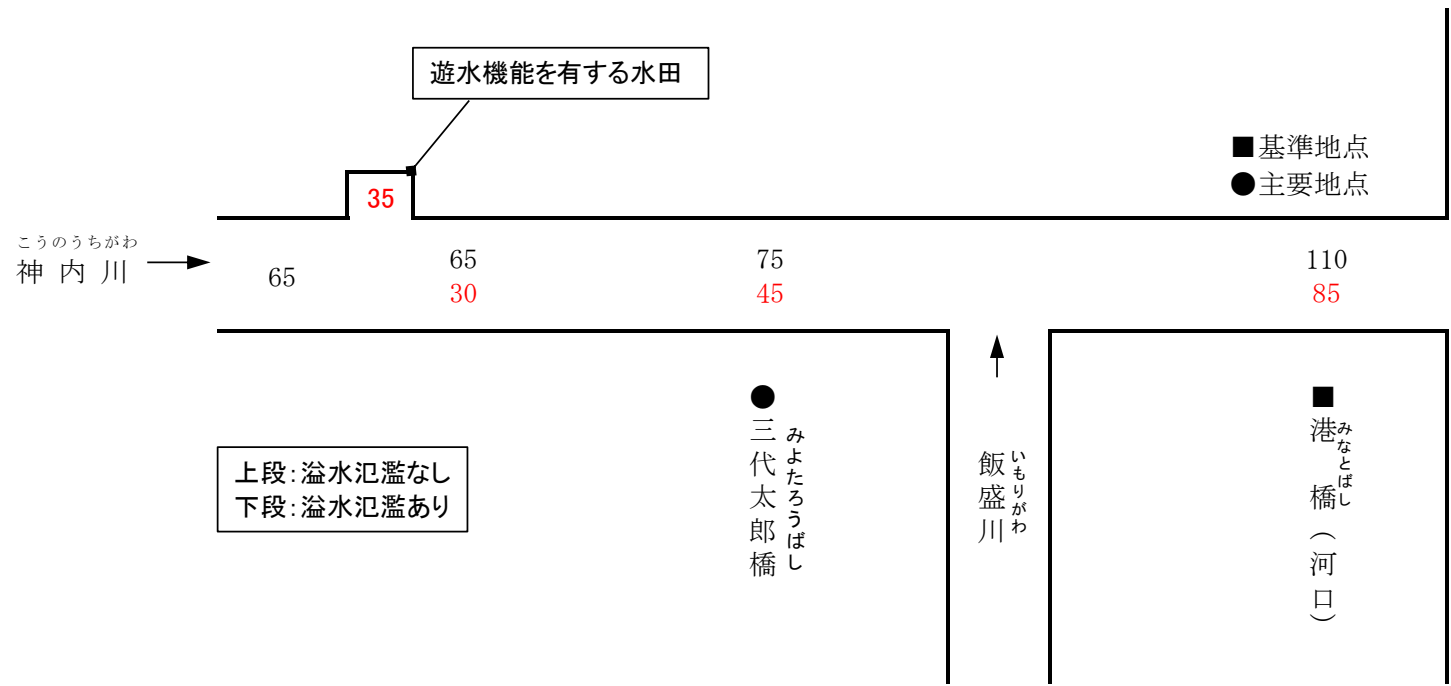 遊水機能を有する水田
■基準地点
●主要地点
35
こうのうちがわ
神内川
65
65
30
75
45
110
85
上段:溢水氾濫なし
下段:溢水氾濫あり
●三代太郎橋
みよたろうばし
飯盛川
いもりがわ
■港橋(河口)
みなとばし